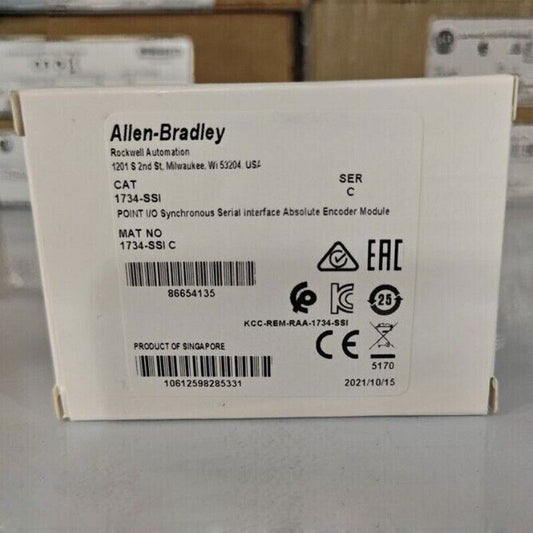 Allen-Bradley
Rockwell Automation
1201 S 2nd St, Milwaukee, Wi 53204, USA
CAT
SER
1734-SSI
C
POINT I/O Synchronous Serial interface Absolute Encoder Module
MAT NO
1734-SSI C
EAC
86654135
25
KCC-REM-RAA-1734-SSI
PRODUCT OF SINGAPORE
CE
5170
10612598285331
2021/10/15